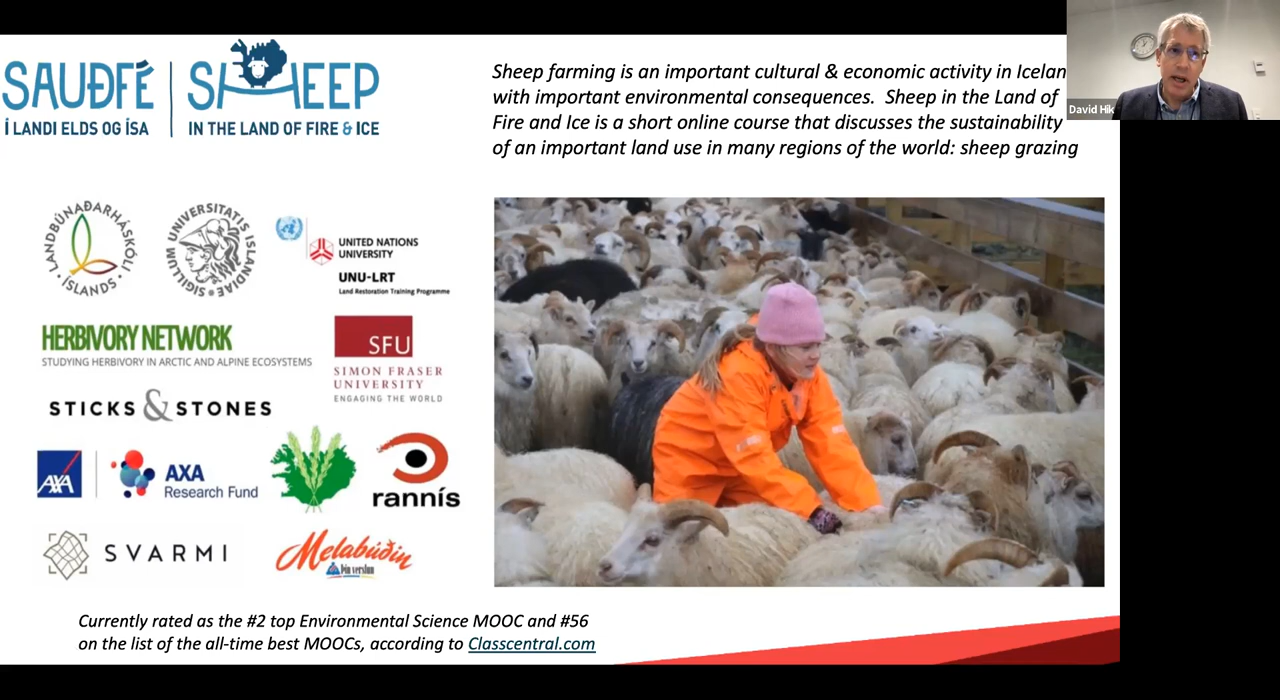 SAUÐFÉ
Í LANDI ELDS OG ÍSA
SHEEP
IN THE LAND OF FIRE & ICE
Sheep farming is an important cultural & economic activity in Icelan
with important environmental consequences. Sheep in the Land of
Fire and Ice is a short online course that discusses the sustainability
of an important land use in many regions of the world: sheep grazing
David Hik
LANDBÚNAÐARHÁSKÓLI
ÍSLANDS
SIGILLUM UNIVERSITATIS ISLANDIAE
UNITED NATIONS
UNIVERSITY
UNU-LRT
Land Restoration Training Programme
HERBIVORY NETWORK
STUDYING HERBIVORY IN ARCTIC AND ALPINE ECOSYSTEMS
SFU
SIMON FRASER
UNIVERSITY
ENGAGING THE WORLD
STICKS & STONES
AXA
AXA
Research Fund
rannís
SVARMI
Melabúðin
þín verslun
Currently rated as the #2 top Environmental Science MOOC and #56
on the list of the all-time best MOOCs, according to Classcentral.com